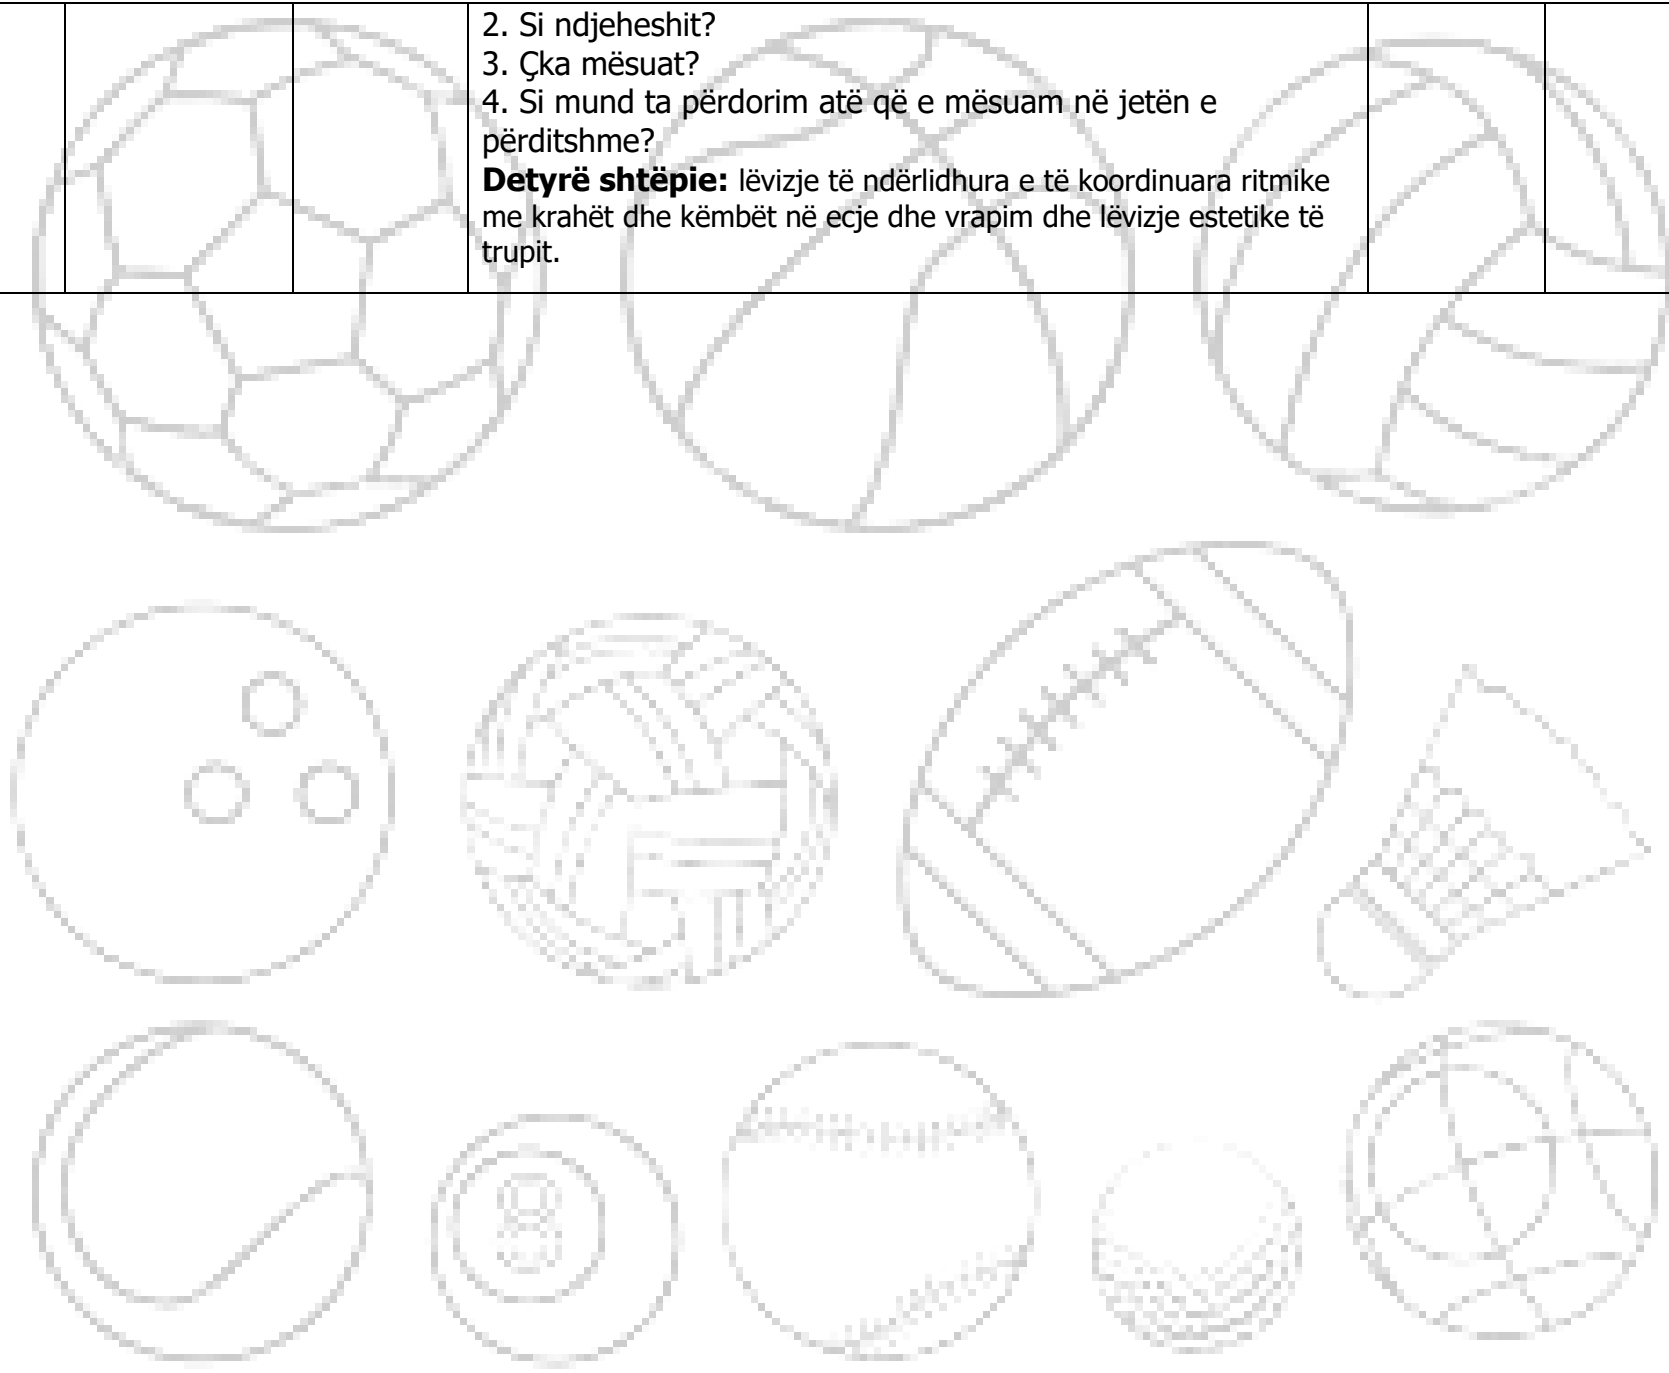 2. Si ndjeheshit?
3. Çka mësuat?
4. Si mund ta përdorim atë që e mësuam në jetën e
përditshme?
Detyrë shtëpie: lëvizje të ndërlidhura e të koordinuara ritmike
me krahët dhe këmbët në ecje dhe vrapim dhe lëvizje estetike të
trupit.
8